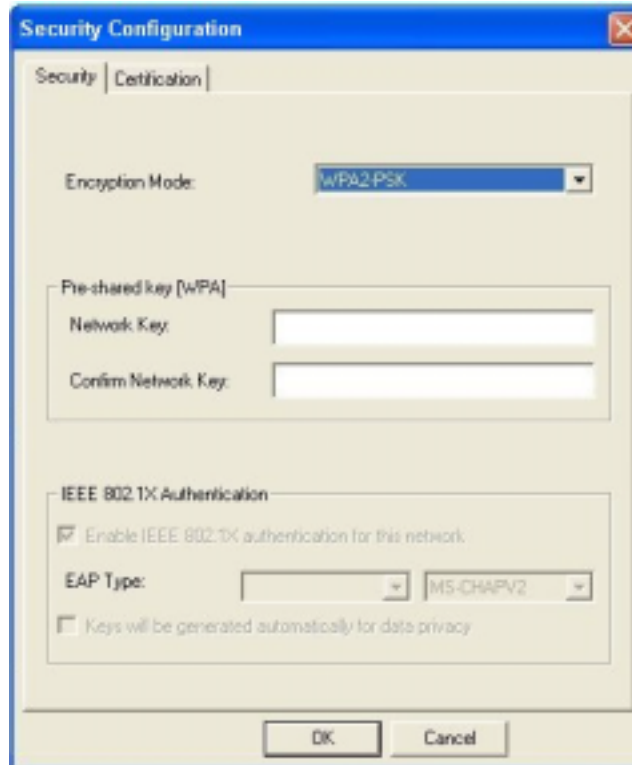 Security Configuration
Security Certification
Encryption Mode: WPA2-PSK
Pre-shared key [WPA]
Network Key:
Confirm Network Key:
IEEE 802.1X Authentication
Enable IEEE 802.1X authentication for this network
EAP Type: MS-CHAPV2
Keys will be generated automatically for data privacy
OK Cancel